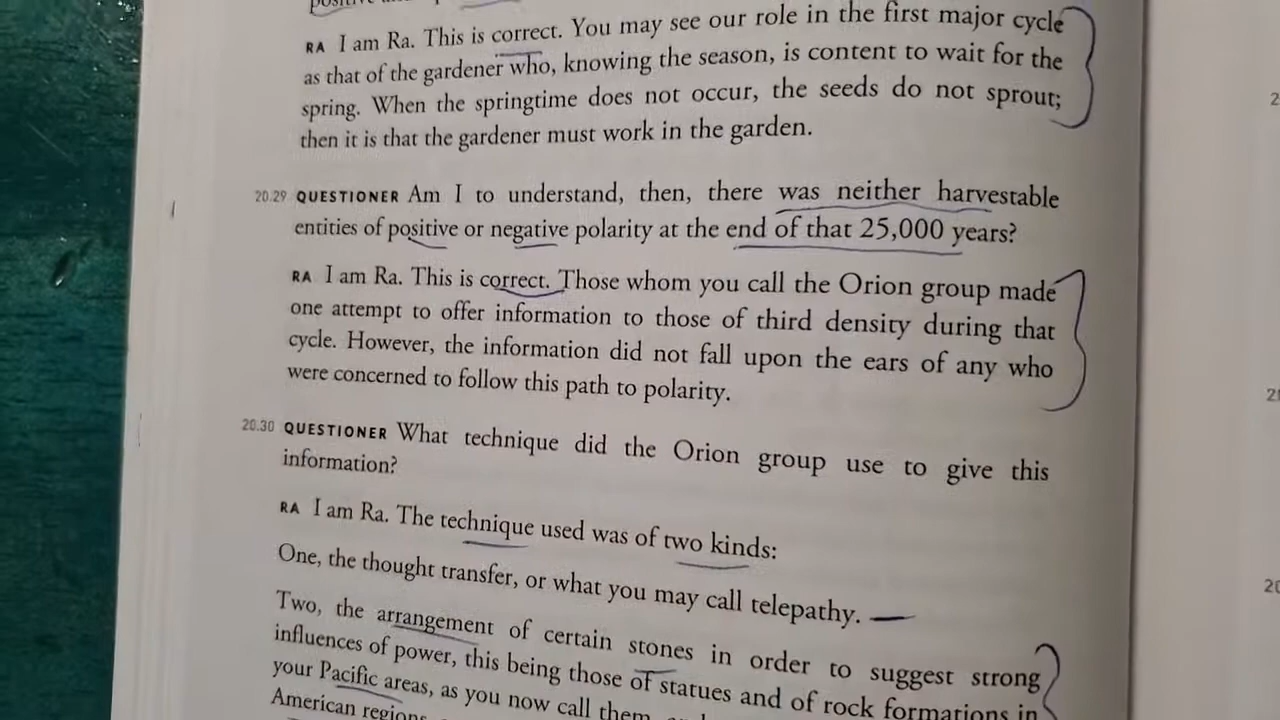 positive and
RA I am Ra. This is correct. You may see our role in the first major cycle
as that of the gardener who, knowing the season, is content to wait for the
spring. When the springtime does not occur, the seeds do not sprout;
then it is that the gardener must work in the garden.
20.29 QUESTIONER Am I to understand, then, there was neither harvestable
entities of positive or negative polarity at the end of that 25,000 years?
RA I am Ra. This is correct. Those whom you call the Orion group made
one attempt to offer information to those of third density during that
cycle. However, the information did not fall upon the ears of any who
were concerned to follow this path to polarity.
20.30 QUESTIONER What technique did the Orion group use to give this
information?
RA I am Ra. The technique used was of two kinds:
One, the thought transfer, or what you may call telepathy.
Two, the arrangement of certain stones in order to suggest strong
influences of power, this being those of statues and of rock formations in
your Pacific areas, as you now call them,
American regions